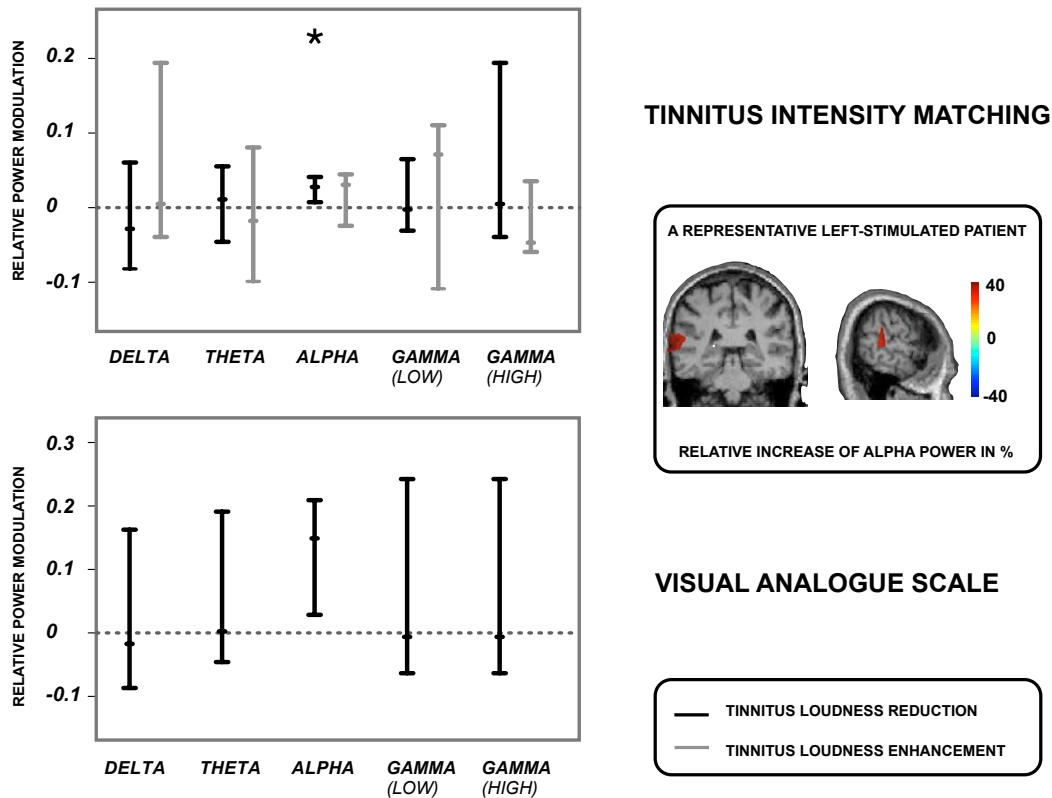 RELATIVE POWER MODULATION
0.2
0.1
0
-0.1
*
DELTA THETA ALPHA GAMMA GAMMA
(LOW) (HIGH)
TINNITUS INTENSITY MATCHING
A REPRESENTATIVE LEFT-STIMULATED PATIENT
40
0
-40
RELATIVE INCREASE OF ALPHA POWER IN %
RELATIVE POWER MODULATION
0.3
0.2
0.1
0
-0.1
DELTA THETA ALPHA GAMMA GAMMA
(LOW) (HIGH)
VISUAL ANALOGUE SCALE
TINNITUS LOUDNESS REDUCTION
TINNITUS LOUDNESS ENHANCEMENT